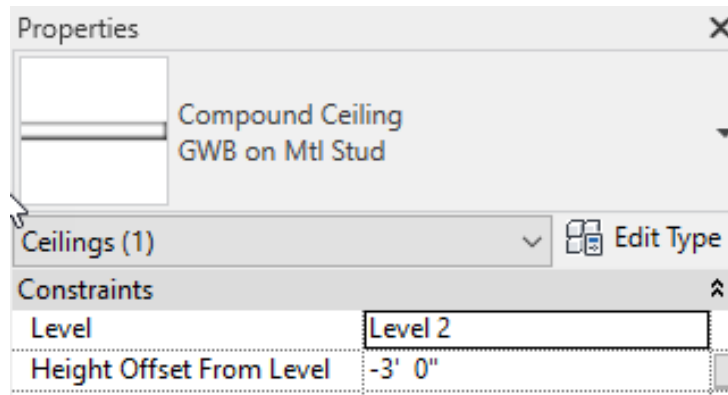 Properties
Compound Ceiling
GWB on Mtl Stud
Ceilings (1)
Edit Type
Constraints
Level Level 2
Height Offset From Level -3' 0"